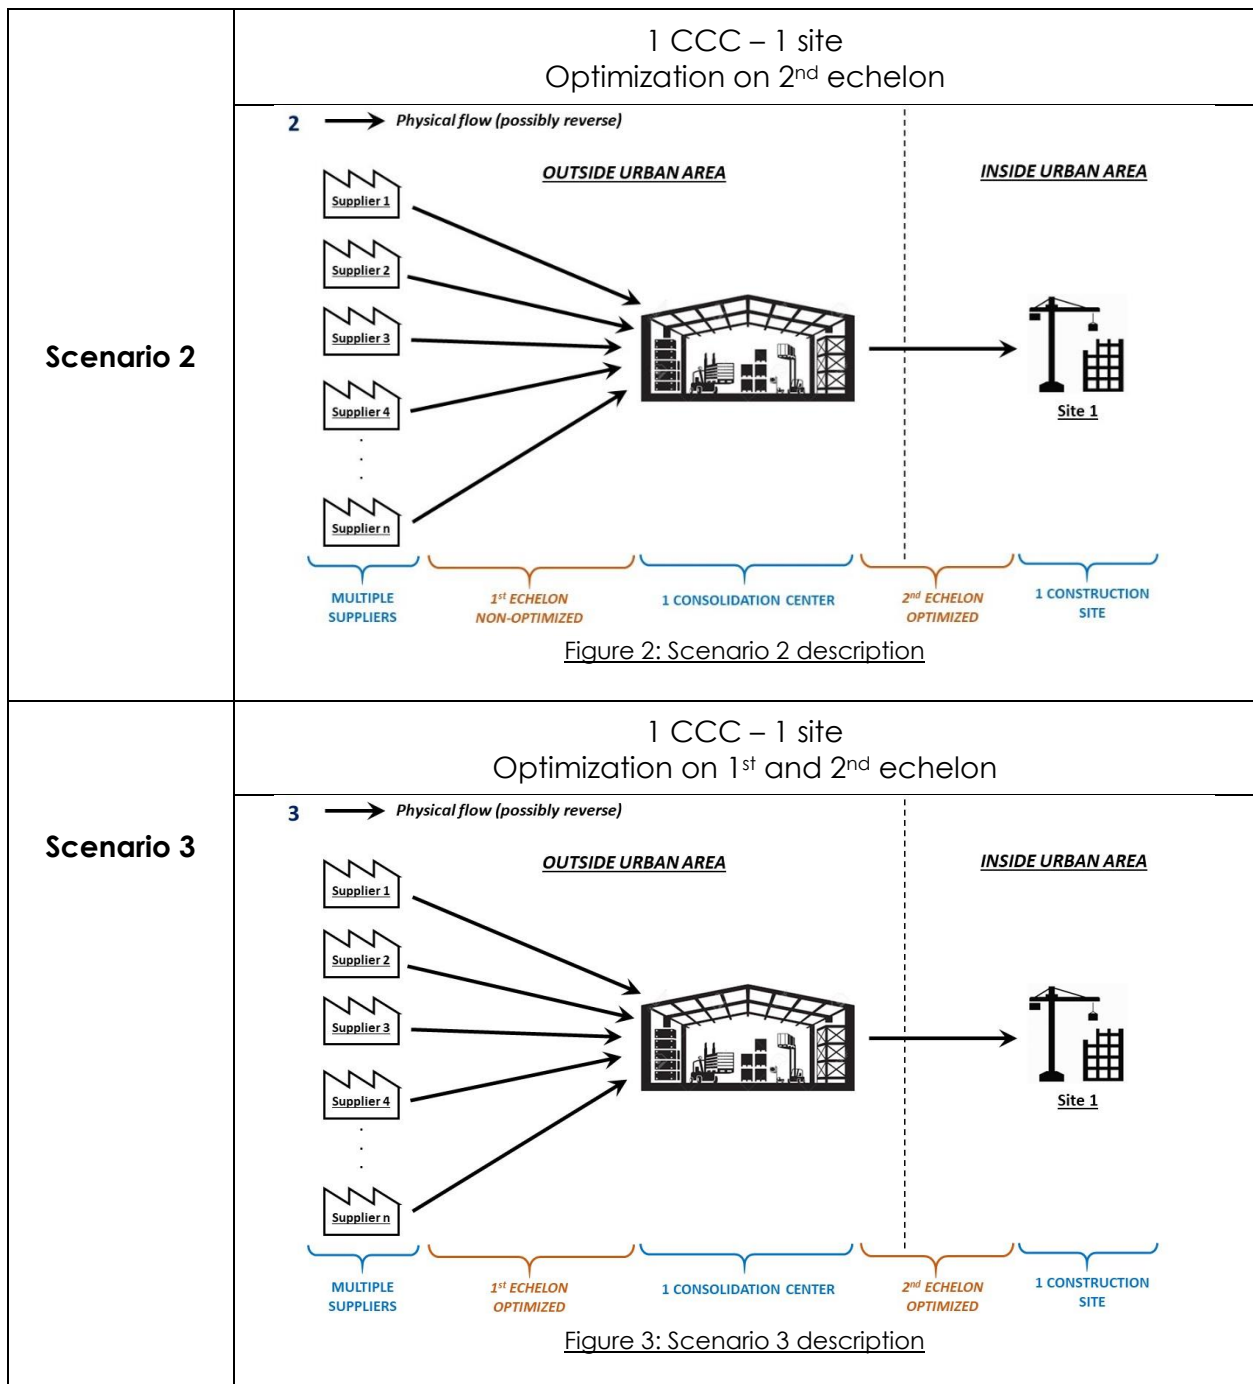 1 CCC – 1 site
Optimization on 2nd echelon
Scenario 2
2 Physical flow (possibly reverse)
OUTSIDE URBAN AREA
INSIDE URBAN AREA
Supplier 1
Supplier 2
Supplier 3
Supplier 4
.
.
.
Supplier n
Site 1
MULTIPLE
SUPPLIERS
1st ECHELON
NON-OPTIMIZED
1 CONSOLIDATION CENTER
2nd ECHELON
OPTIMIZED
1 CONSTRUCTION
SITE
Figure 2: Scenario 2 description
1 CCC – 1 site
Optimization on 1st and 2nd echelon
Scenario 3
3 Physical flow (possibly reverse)
OUTSIDE URBAN AREA
INSIDE URBAN AREA
Supplier 1
Supplier 2
Supplier 3
Supplier 4
.
.
.
Supplier n
Site 1
MULTIPLE
SUPPLIERS
1st ECHELON
OPTIMIZED
1 CONSOLIDATION CENTER
2nd ECHELON
OPTIMIZED
1 CONSTRUCTION
SITE
Figure 3: Scenario 3 description